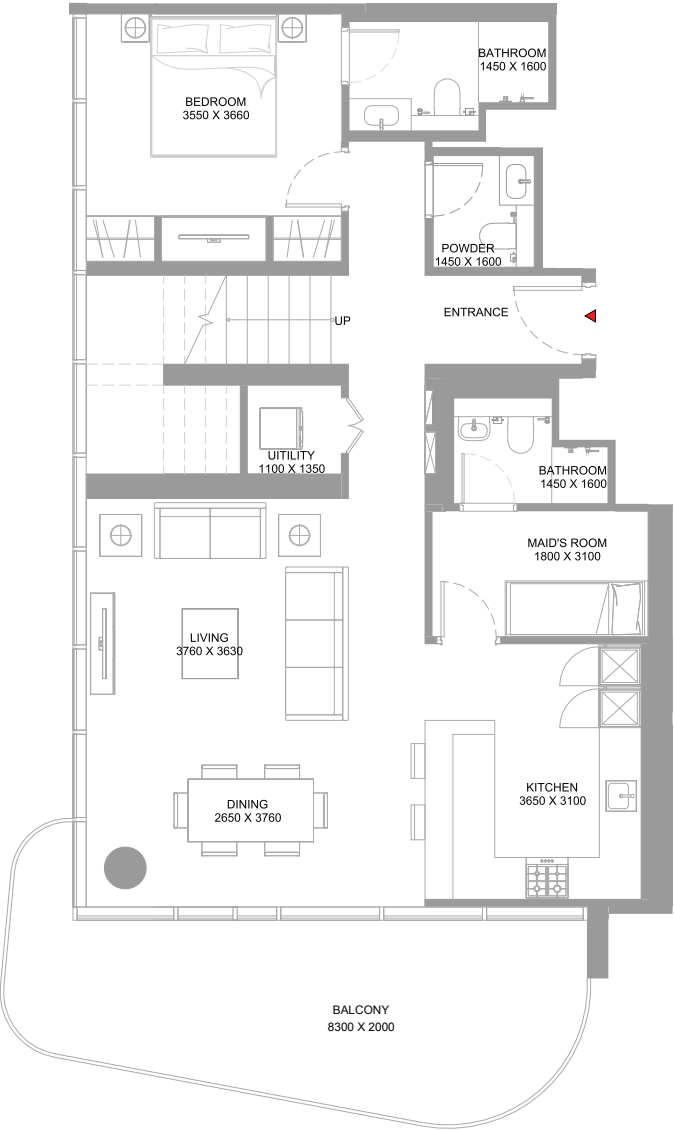 BATHROOM
1450 X 1600
BEDROOM
3550 X 3660
POWDER
1450 X 1600
ENTRANCE
UP
UITILITY
1100 X 1350
BATHROOM
1450 X 1600
MAID'S ROOM
1800 X 3100
LIVING
3760 X 3630
KITCHEN
3650 X 3100
DINING
2650 X 3760
BALCONY
8300 X 2000